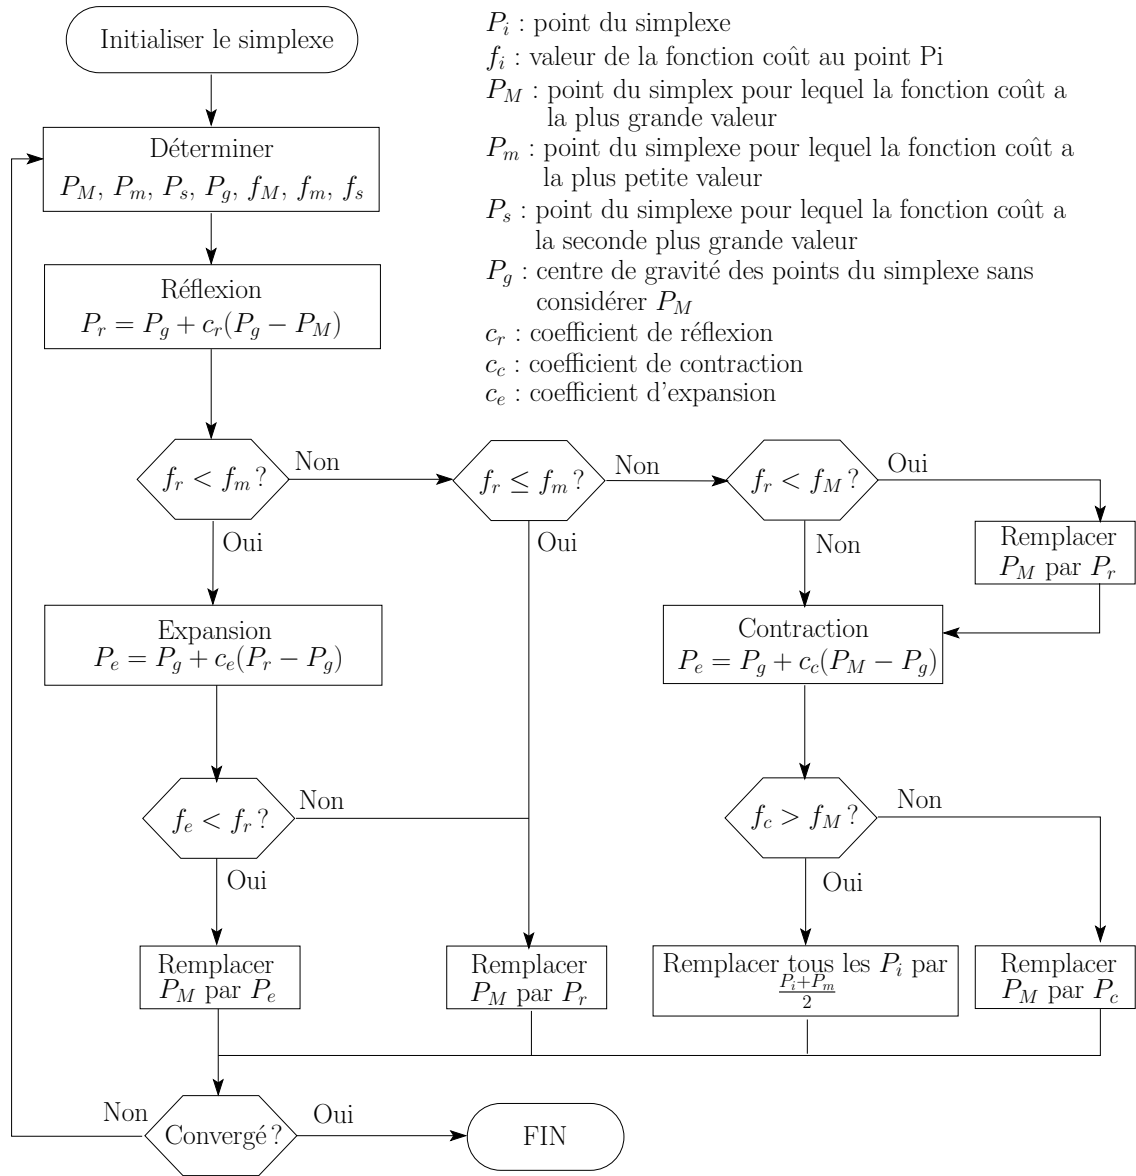 Initialiser le simplexe
P_i : point du simplexe
f_i : valeur de la fonction coût au point Pi
P_M : point du simplex pour lequel la fonction coût a
la plus grande valeur
P_m : point du simplexe pour lequel la fonction coût a
la plus petite valeur
P_s : point du simplexe pour lequel la fonction coût a
la seconde plus grande valeur
P_g : centre de gravité des points du simplexe sans
considérer P_M
c_r : coefficient de réflexion
c_c : coefficient de contraction
c_e : coefficient d'expansion
Déterminer
P_M, P_m, P_s, P_g, f_M, f_m, f_s
Réflexion
P_r = P_g + c_r(P_g − P_M)
f_r < f_m ?
Non
Oui
f_r ≤ f_m ?
Non
Oui
f_r < f_M ?
Oui
Non
Remplacer
P_M par P_r
Expansion
P_e = P_g + c_e(P_r − P_g)
Contraction
P_e = P_g + c_c(P_M − P_g)
f_e < f_r ?
Non
Oui
f_c > f_M ?
Non
Oui
Remplacer
P_M par P_e
Remplacer
P_M par P_r
Remplacer tous les P_i par
(P_i+P_m)/2
Remplacer
P_M par P_c
Non
Convergé ?
Oui
FIN